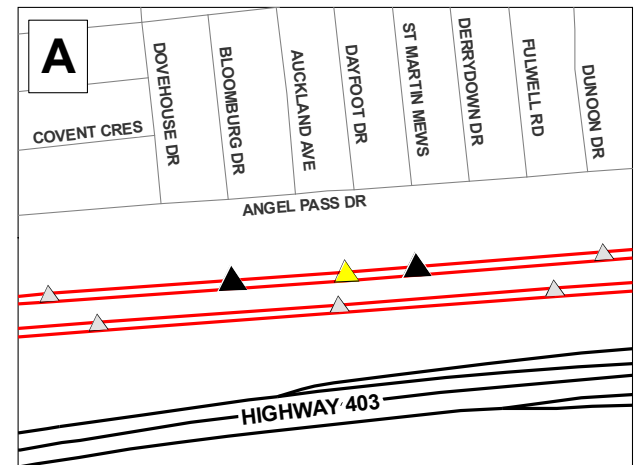 A
COVENT CRES
DOVEHOUSE DR
BLOOMBURG DR
AUCKLAND AVE
DAYFOOT DR
ST MARTIN MEWS
DERRYDOWN DR
FULWELL RD
DUNOON DR
ANGEL PASS DR
HIGHWAY 403